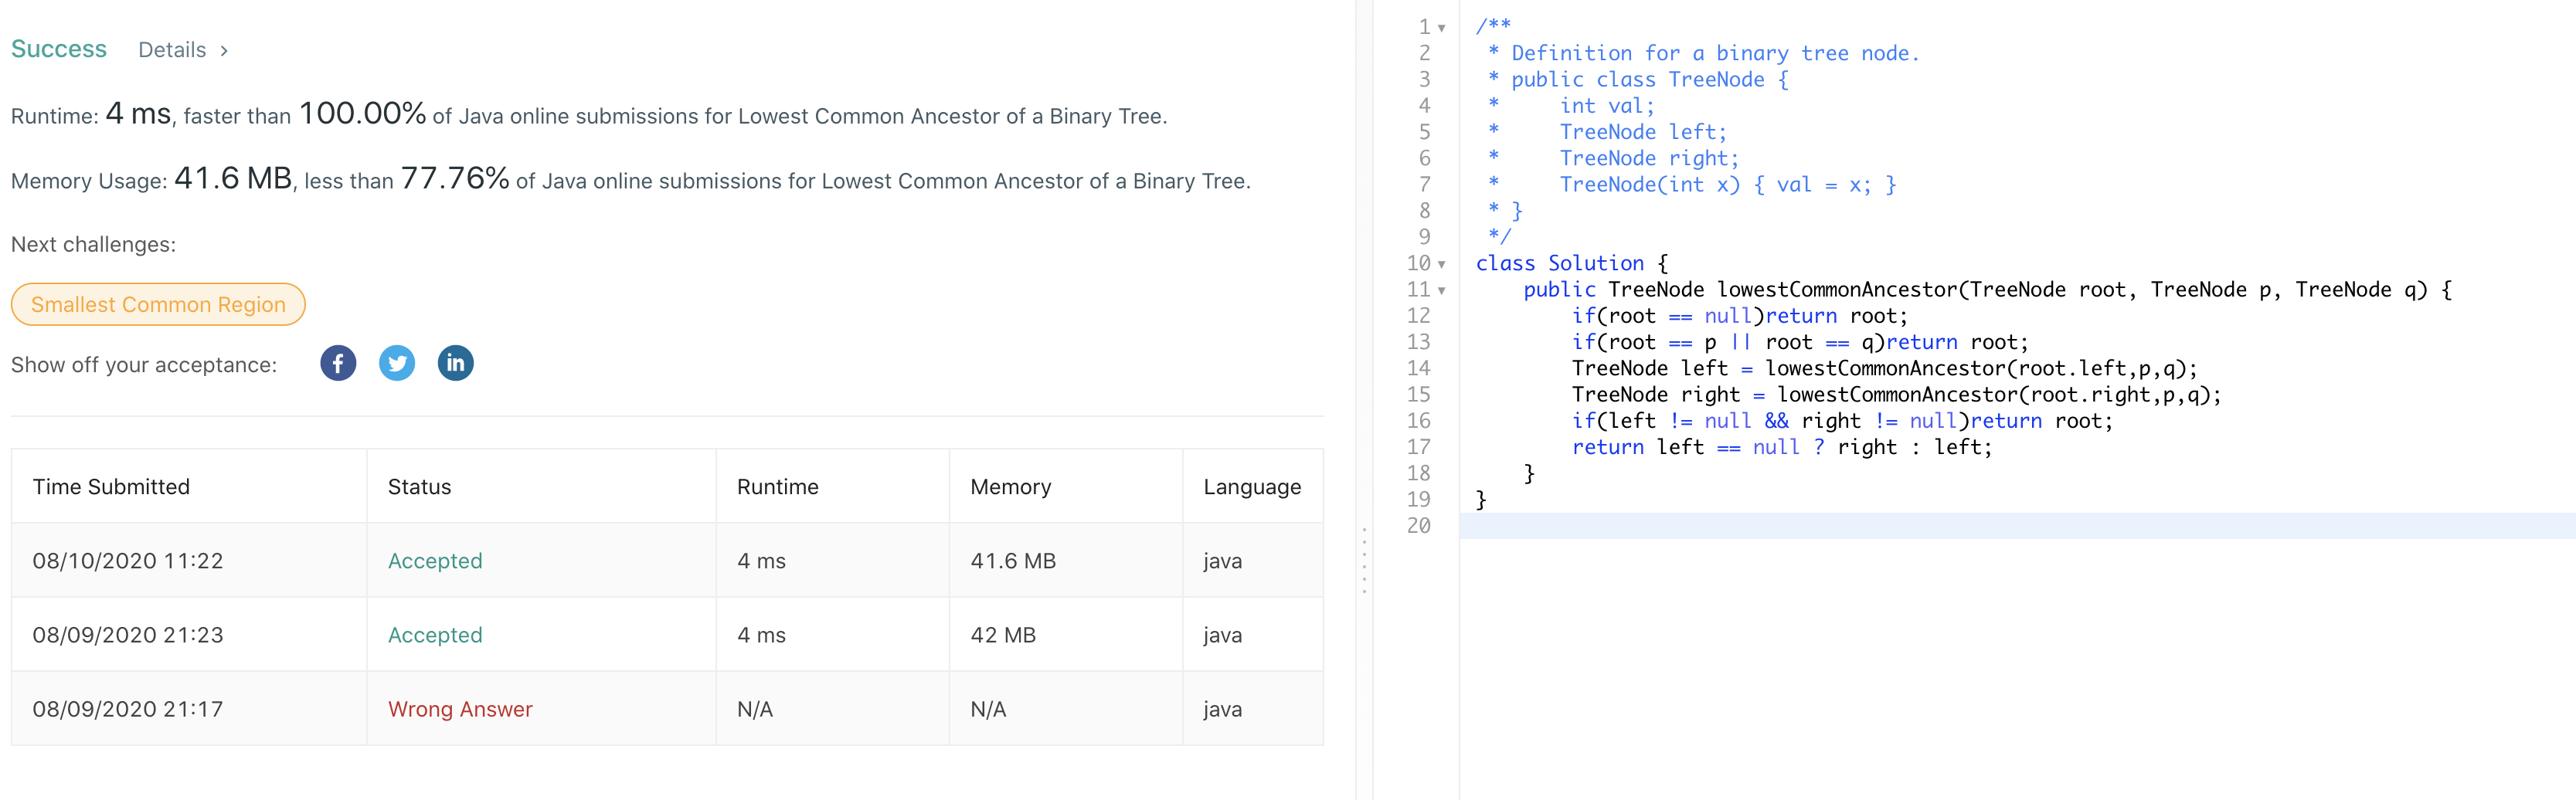 Success Details >
Runtime: 4 ms, faster than 100.00% of Java online submissions for Lowest Common Ancestor of a Binary Tree.
Memory Usage: 41.6 MB, less than 77.76% of Java online submissions for Lowest Common Ancestor of a Binary Tree.
Next challenges:
Smallest Common Region
Show off your acceptance: f in
Time Submitted Status Runtime Memory Language
08/10/2020 11:22 Accepted 4 ms 41.6 MB java
08/09/2020 21:23 Accepted 4 ms 42 MB java
08/09/2020 21:17 Wrong Answer N/A N/A java
1 /**
2  * Definition for a binary tree node.
3  * public class TreeNode {
4  *     int val;
5  *     TreeNode left;
6  *     TreeNode right;
7  *     TreeNode(int x) { val = x; }
8  * }
9  */
10 class Solution {
11     public TreeNode lowestCommonAncestor(TreeNode root, TreeNode p, TreeNode q) {
12         if(root == null)return root;
13         if(root == p || root == q)return root;
14         TreeNode left = lowestCommonAncestor(root.left,p,q);
15         TreeNode right = lowestCommonAncestor(root.right,p,q);
16         if(left != null && right != null)return root;
17         return left == null ? right : left;
18     }
19 }
20